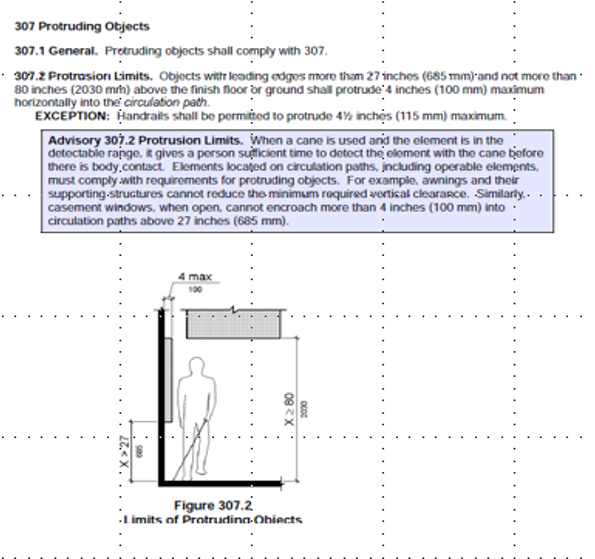 307 Protruding Objects
307.1 General. Protruding objects shall comply with 307.
307.2 Protrusion Limits. Objects with leading edges more than 27 inches (685 mm) and not more than
80 inches (2030 mm) above the finish floor or ground shall protrude 4 inches (100 mm) maximum
horizontally into the circulation path.
EXCEPTION: Handrails shall be permitted to protrude 4½ inches (115 mm) maximum.
Advisory 307.2 Protrusion Limits. When a cane is used and the element is in the
detectable range, it gives a person sufficient time to detect the element with the cane before
there is body contact. Elements located on circulation paths, including operable elements,
must comply with requirements for protruding objects. For example, awnings and their
supporting structures cannot reduce the minimum required vertical clearance. Similarly,
casement windows, when open, cannot encroach more than 4 inches (100 mm) into
circulation paths above 27 inches (685 mm).
4 max
100
X > 27
685
X ≥ 80
2030
Figure 307.2
Limits of Protruding Objects